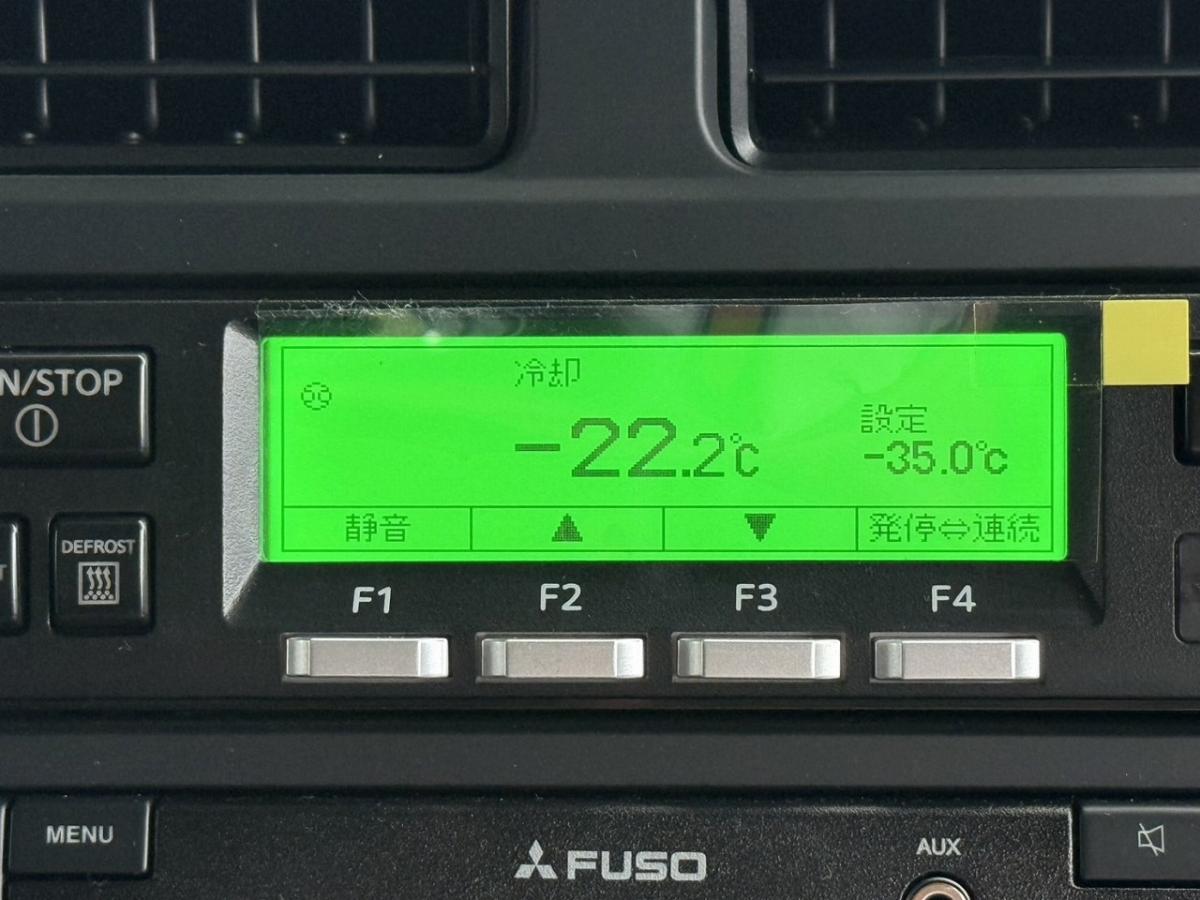 N/STOP
冷却
-22.2℃
設定
-35.0℃
静音 ▲ ▼ 発停⇔連続
DEFROST
F1 F2 F3 F4
MENU
FUSO
AUX